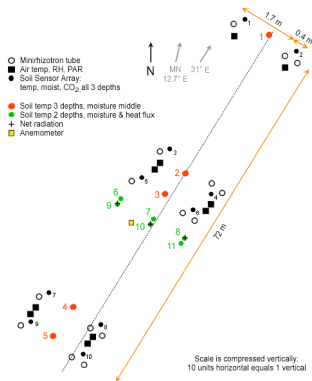 Minirhizotron tube
Air temp, RH, PAR
Soil Sensor Array:
temp, moist, CO2 all 3 depths
Soil temp 3 depths, moisture middle
Soil temp 2 depths, moisture & heat flux
Net radiation
Anemometer
N
MN
12.7° E
31° E
1.7 m
0.4 m
1
1
2
3
5
2
3
4
6
6
9
7
10
8
11
72 m
7
9
4
5
8
10
Scale is compressed vertically:
10 units horizontal equals 1 vertical